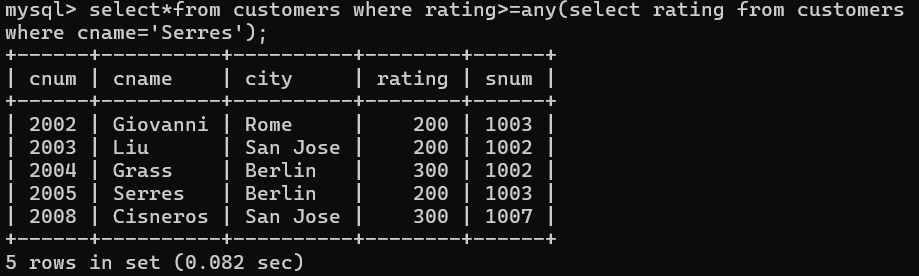 mysql> select*from customers where rating>=any(select rating from customers
where cname='Serres');
+------+----------+----------+--------+------+
| cnum | cname    | city     | rating | snum |
+------+----------+----------+--------+------+
| 2002 | Giovanni | Rome     |    200 | 1003 |
| 2003 | Liu      | San Jose |    200 | 1002 |
| 2004 | Grass    | Berlin   |    300 | 1002 |
| 2005 | Serres   | Berlin   |    200 | 1003 |
| 2008 | Cisneros | San Jose |    300 | 1007 |
+------+----------+----------+--------+------+
5 rows in set (0.082 sec)